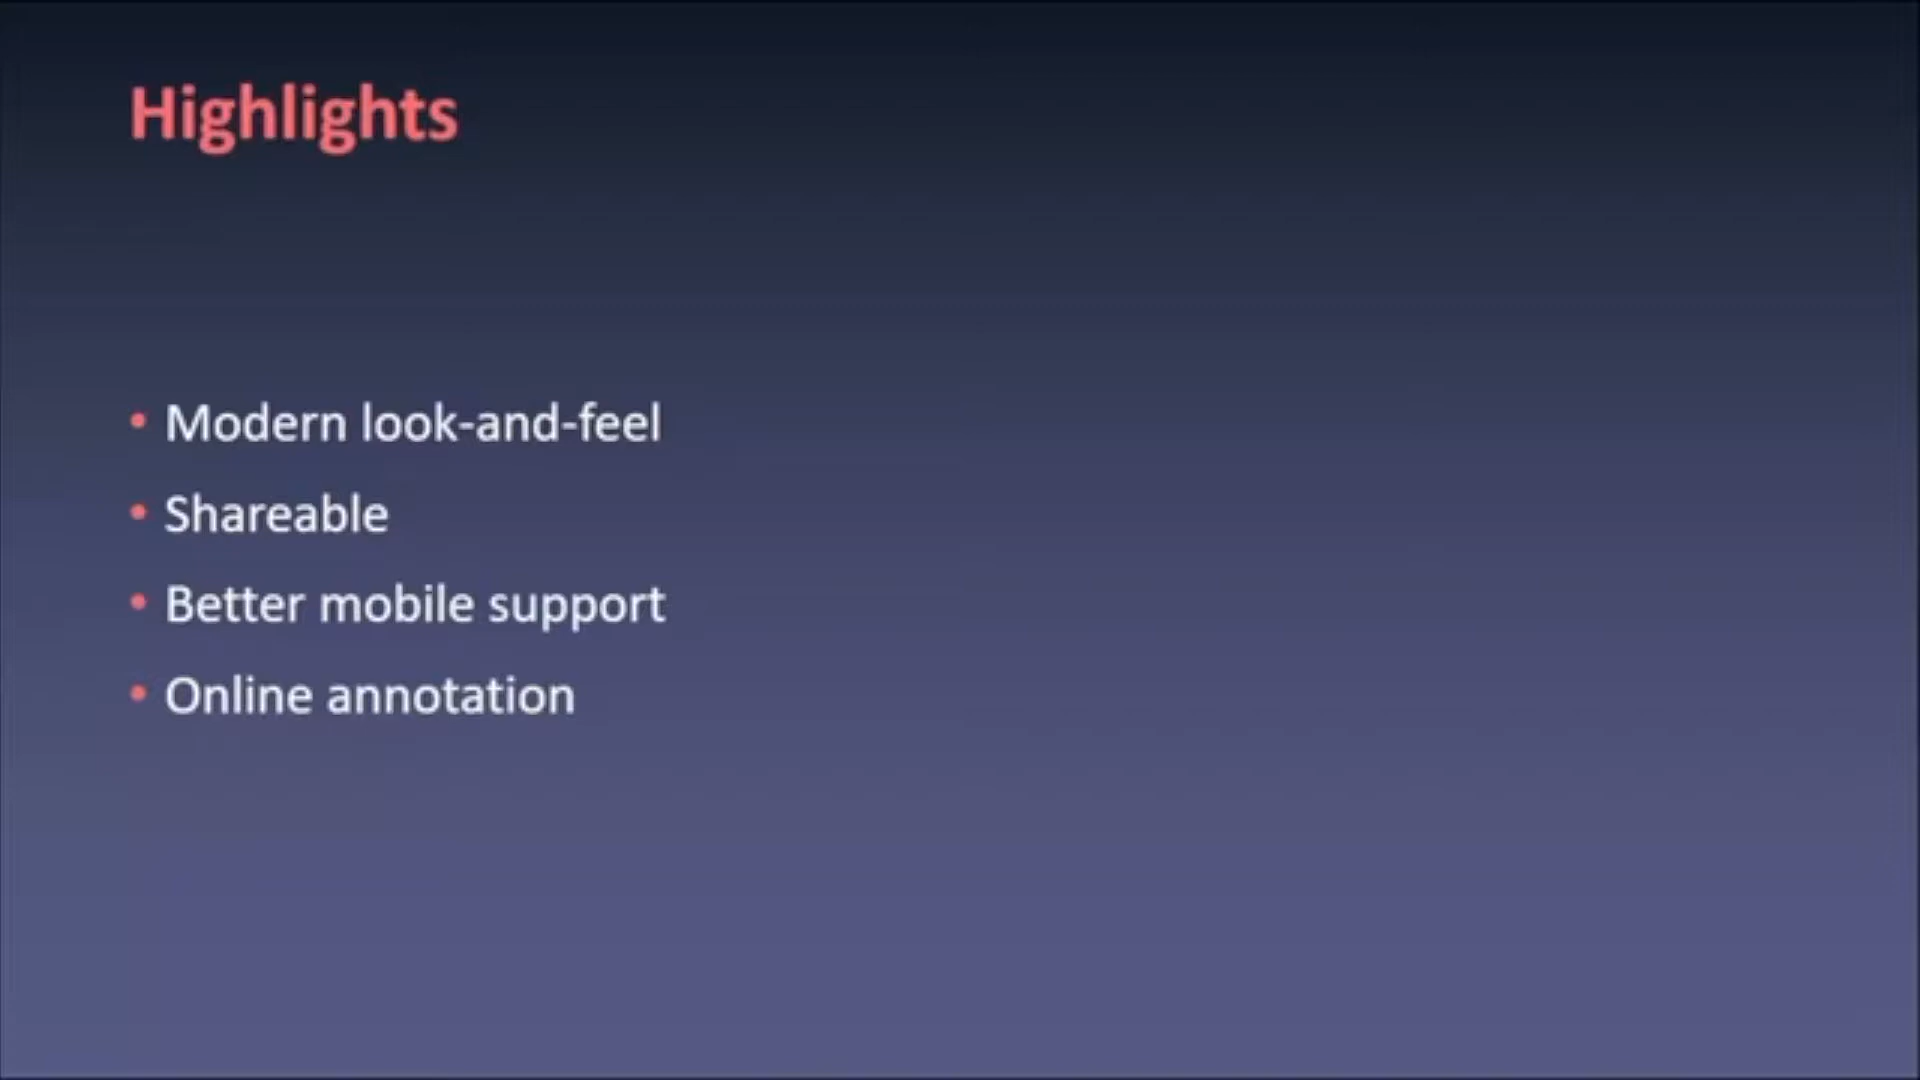 Highlights
• Modern look-and-feel
• Shareable
• Better mobile support
• Online annotation